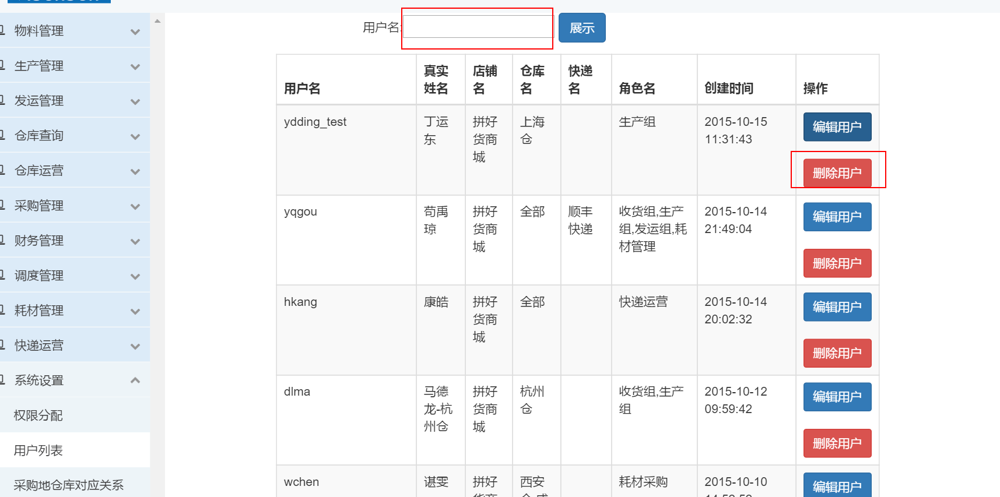 用户名:
展示
物料管理
生产管理
发运管理
仓库查询
仓库运营
采购管理
财务管理
调度管理
耗材管理
快递运营
系统设置
权限分配
用户列表
采购地仓库对应关系
用户名 真实姓名 店铺名 仓库名 快递名 角色名 创建时间 操作
ydding_test 丁运东 拼好货商城 上海仓 生产组 2015-10-15 11:31:43 编辑用户
删除用户
yqgou 苟禹琼 拼好货商城 全部 顺丰快递 收货组,生产组,发运组,耗材管理 2015-10-14 21:49:04 编辑用户
删除用户
hkang 康皓 拼好货商城 全部 快递运营 2015-10-14 20:02:32 编辑用户
删除用户
dlma 马德龙-杭州仓 拼好货商城 杭州仓 收货组,生产组 2015-10-12 09:59:42 编辑用户
删除用户
wchen 谌雯 拼好 西安 耗材采购 2015-10-10 编辑用户